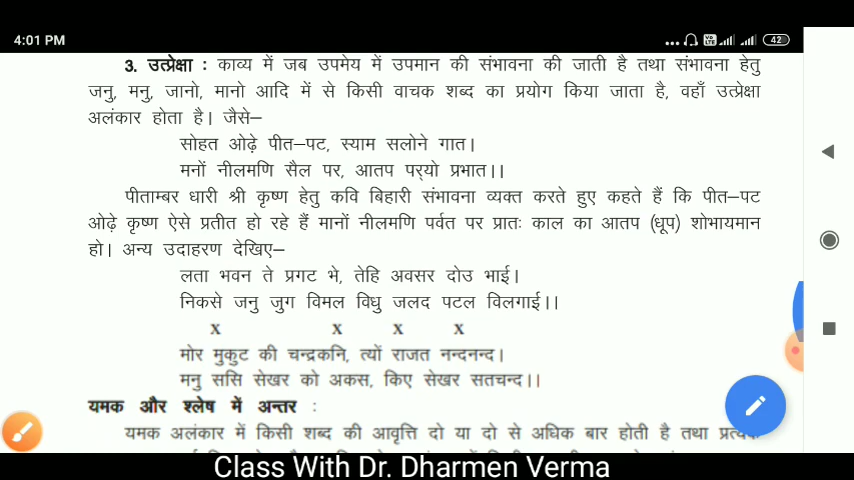 4:01 PM
42
3. उत्प्रेक्षा : काव्य में जब उपमेय में उपमान की संभावना की जाती है तथा संभावना हेतु
जनु, मनु, जानो, मानो आदि में से किसी वाचक शब्द का प्रयोग किया जाता है, वहाँ उत्प्रेक्षा
अलंकार होता है। जैसे–
सोहत ओढ़े पीत–पट, स्याम सलोने गात।
मनों नीलमणि सैल पर, आतप पर्‌यो प्रभात।।
पीताम्बर धारी श्री कृष्ण हेतु कवि बिहारी संभावना व्यक्त करते हुए कहते हैं कि पीत–पट
ओढ़े कृष्ण ऐसे प्रतीत हो रहे हैं मानों नीलमणि पर्वत पर प्रातः काल का आतप (धूप) शोभायमान
हो। अन्य उदाहरण देखिए–
लता भवन ते प्रगट भे, तेहि अवसर दोउ भाई।
निकसे जनु जुग विमल विधु जलद पटल विलगाई।।
x x x x
मोर मुकुट की चन्द्रकनि, त्यों राजत नन्दनन्द।
मनु ससि सेखर को अकस, किए सेखर सतचन्द।।
यमक और श्लेष में अन्तर :
यमक अलंकार में किसी शब्द की आवृत्ति दो या दो से अधिक बार होती है तथा प्रत्येक
Class With Dr. Dharmen Verma